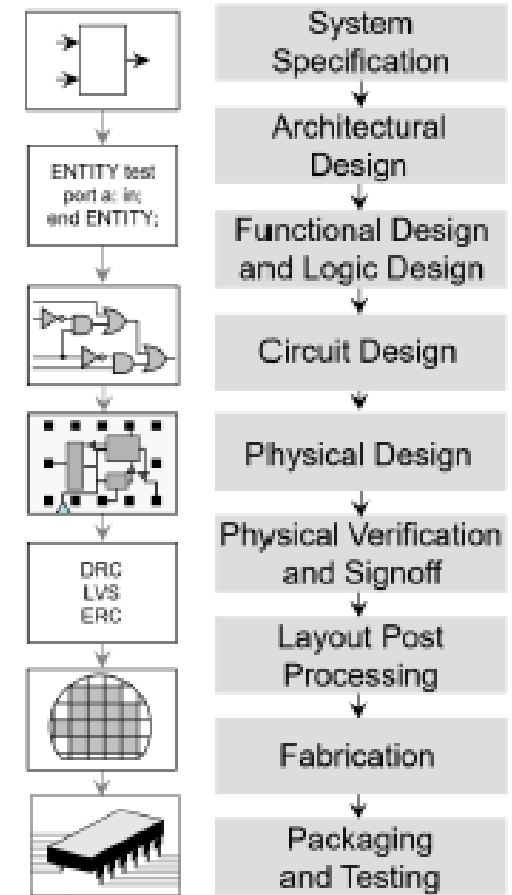 System
Specification
Architectural
Design
ENTITY test
port a: in;
end ENTITY;
Functional Design
and Logic Design
Circuit Design
Physical Design
Physical Verification
and Signoff
DRC
LVS
ERC
Layout Post
Processing
Fabrication
Packaging
and Testing